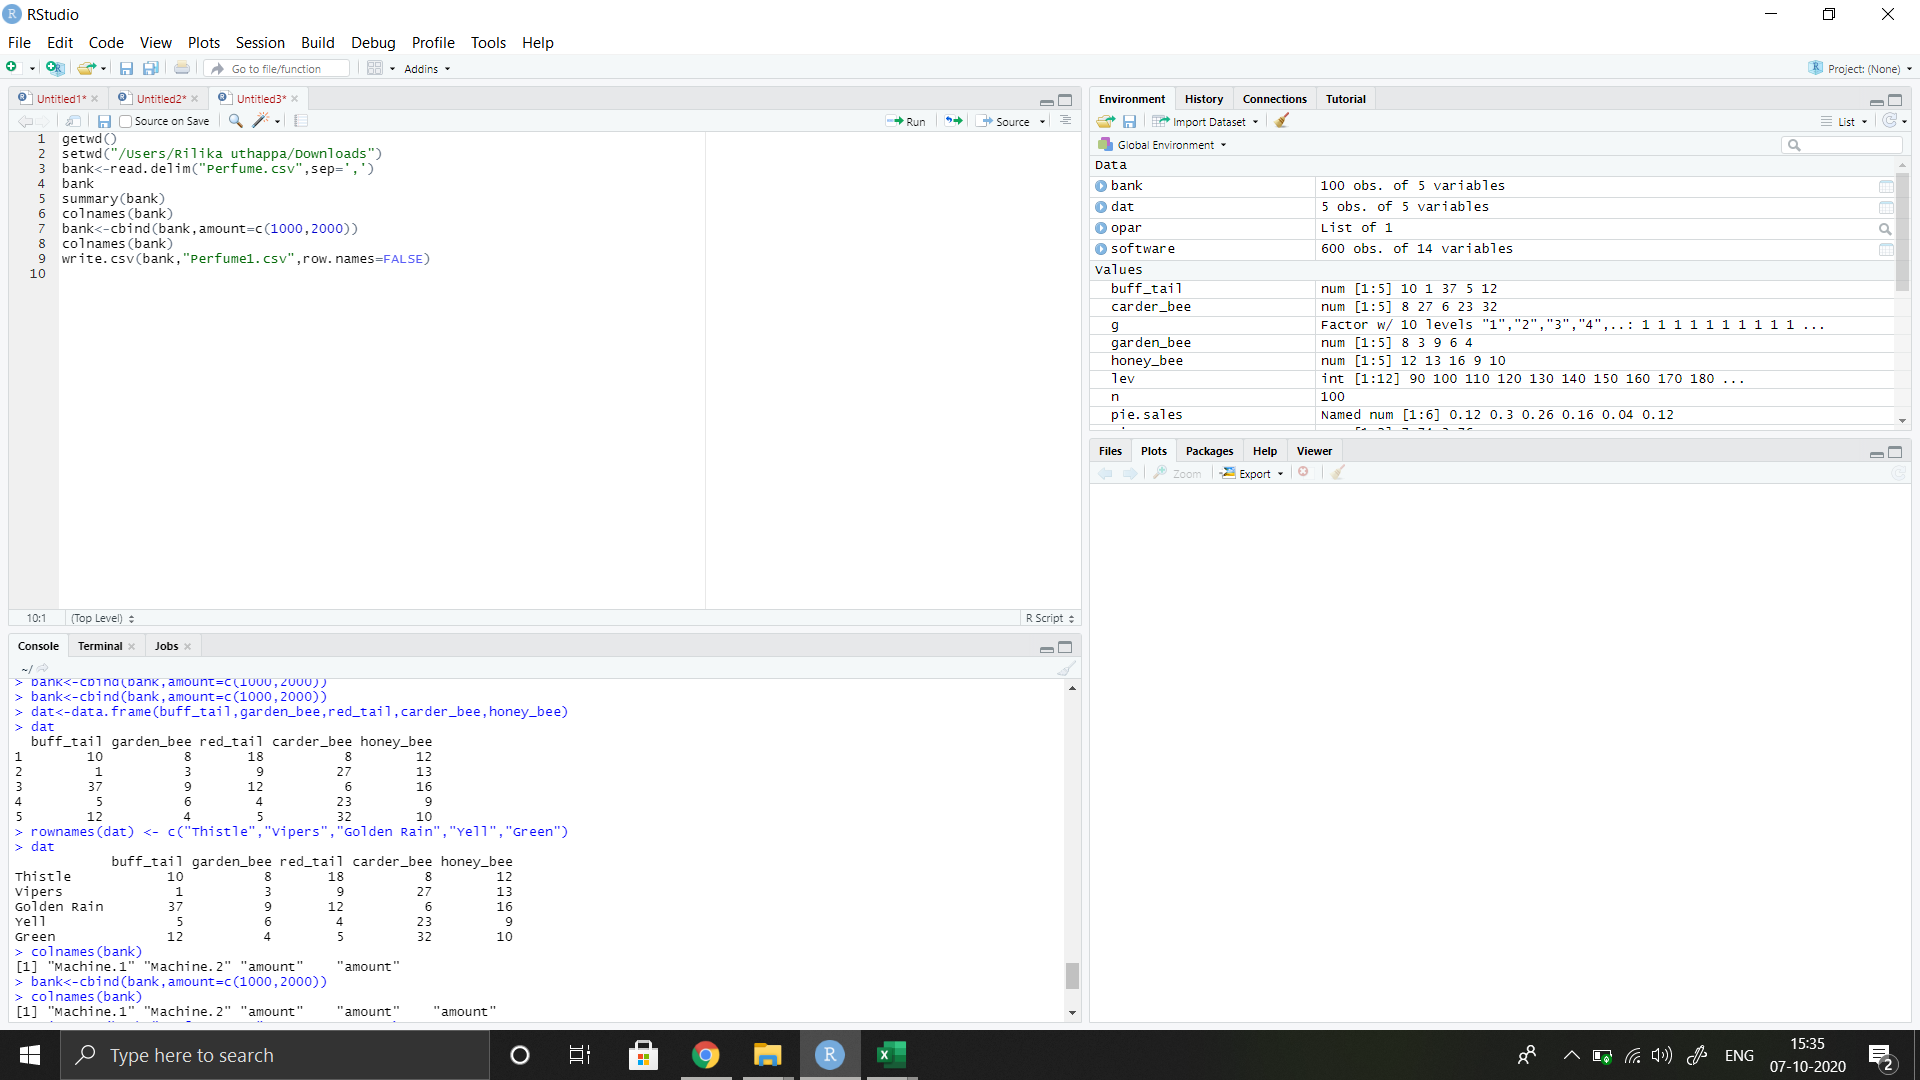 RStudio
File Edit Code View Plots Session Build Debug Profile Tools Help
Go to file/function Addins Project: (None)
Untitled1* Untitled2* Untitled3*
Source on Save Run Source
1 getwd()
2 setwd("/Users/Rilika uthappa/Downloads")
3 bank<-read.delim("Perfume.csv",sep=',')
4 bank
5 summary(bank)
6 colnames(bank)
7 bank<-cbind(bank,amount=c(1000,2000))
8 colnames(bank)
9 write.csv(bank,"Perfume1.csv",row.names=FALSE)
10
10:1 (Top Level) R Script
Console Terminal Jobs
~/
> bank<-cbind(bank,amount=c(1000,2000))
> bank<-cbind(bank,amount=c(1000,2000))
> dat<-data.frame(buff_tail,garden_bee,red_tail,carder_bee,honey_bee)
> dat
buff_tail garden_bee red_tail carder_bee honey_bee
1 10 8 18 8 12
2 1 3 9 27 13
3 37 9 12 6 16
4 5 6 4 23 9
5 12 4 5 32 10
> rownames(dat) <- c("Thistle","Vipers","Golden Rain","Yell","Green")
> dat
buff_tail garden_bee red_tail carder_bee honey_bee
Thistle 10 8 18 8 12
Vipers 1 3 9 27 13
Golden Rain 37 9 12 6 16
Yell 5 6 4 23 9
Green 12 4 5 32 10
> colnames(bank)
[1] "Machine.1" "Machine.2" "amount" "amount"
> bank<-cbind(bank,amount=c(1000,2000))
> colnames(bank)
[1] "Machine.1" "Machine.2" "amount" "amount" "amount"
Environment History Connections Tutorial
Import Dataset List
Global Environment
Data
bank 100 obs. of 5 variables
dat 5 obs. of 5 variables
opar List of 1
software 600 obs. of 14 variables
Values
buff_tail num [1:5] 10 1 37 5 12
carder_bee num [1:5] 8 27 6 23 32
g Factor w/ 10 levels "1","2","3","4",..: 1 1 1 1 1 1 1 1 1 1 ...
garden_bee num [1:5] 8 3 9 6 4
honey_bee num [1:5] 12 13 16 9 10
lev int [1:12] 90 100 110 120 130 140 150 160 170 180 ...
n 100
pie.sales Named num [1:6] 0.12 0.3 0.26 0.16 0.04 0.12
Files Plots Packages Help Viewer
Zoom Export
Type here to search
ENG
15:35
07-10-2020
2